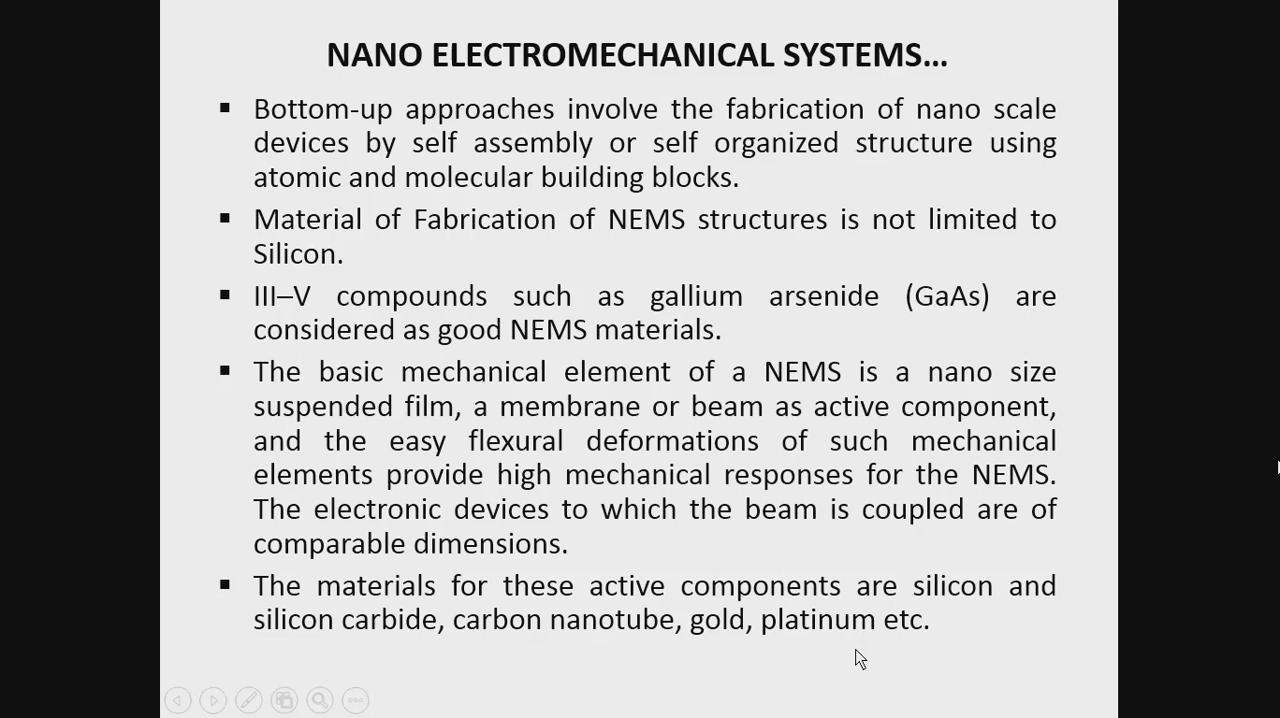 NANO ELECTROMECHANICAL SYSTEMS...
▪ Bottom-up approaches involve the fabrication of nano scale
devices by self assembly or self organized structure using
atomic and molecular building blocks.
▪ Material of Fabrication of NEMS structures is not limited to
Silicon.
▪ III–V compounds such as gallium arsenide (GaAs) are
considered as good NEMS materials.
▪ The basic mechanical element of a NEMS is a nano size
suspended film, a membrane or beam as active component,
and the easy flexural deformations of such mechanical
elements provide high mechanical responses for the NEMS.
The electronic devices to which the beam is coupled are of
comparable dimensions.
▪ The materials for these active components are silicon and
silicon carbide, carbon nanotube, gold, platinum etc.